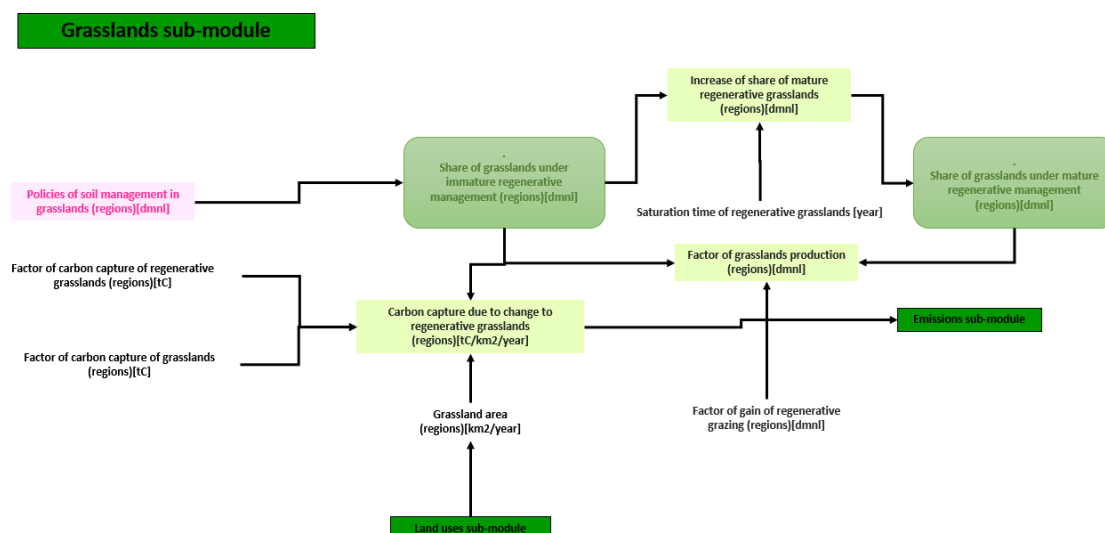 Grasslands sub-module
Increase of share of mature
regenerative grasslands
(regions)[dmnl]
.
Share of grasslands under
immature regenerative
management (regions)[dmnl]
.
Share of grasslands under mature
regenerative management
(regions)[dmnl]
Policies of soil management in
grasslands (regions)[dmnl]
Saturation time of regenerative grasslands [year]
Factor of carbon capture of regenerative
grasslands (regions)[tC]
Factor of grasslands production
(regions)[dmnl]
Carbon capture due to change to
regenerative grasslands
(regions)[tC/km2/year]
Emissions sub-module
Factor of carbon capture of grasslands
(regions)[tC]
Grassland area
(regions)[km2/year]
Factor of gain of regenerative
grazing (regions)[dmnl]
Land uses sub-module